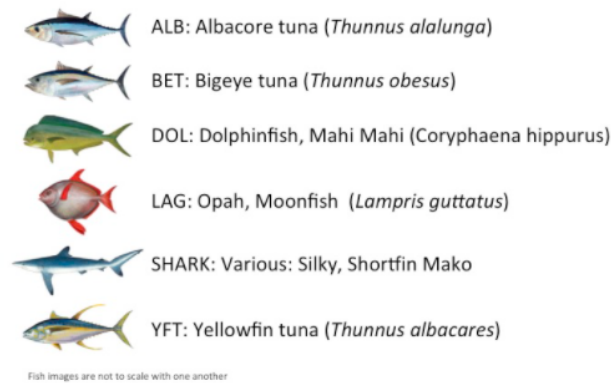 ALB: Albacore tuna (Thunnus alalunga)
BET: Bigeye tuna (Thunnus obesus)
DOL: Dolphinfish, Mahi Mahi (Coryphaena hippurus)
LAG: Opah, Moonfish (Lampris guttatus)
SHARK: Various: Silky, Shortfin Mako
YFT: Yellowfin tuna (Thunnus albacares)
Fish images are not to scale with one another